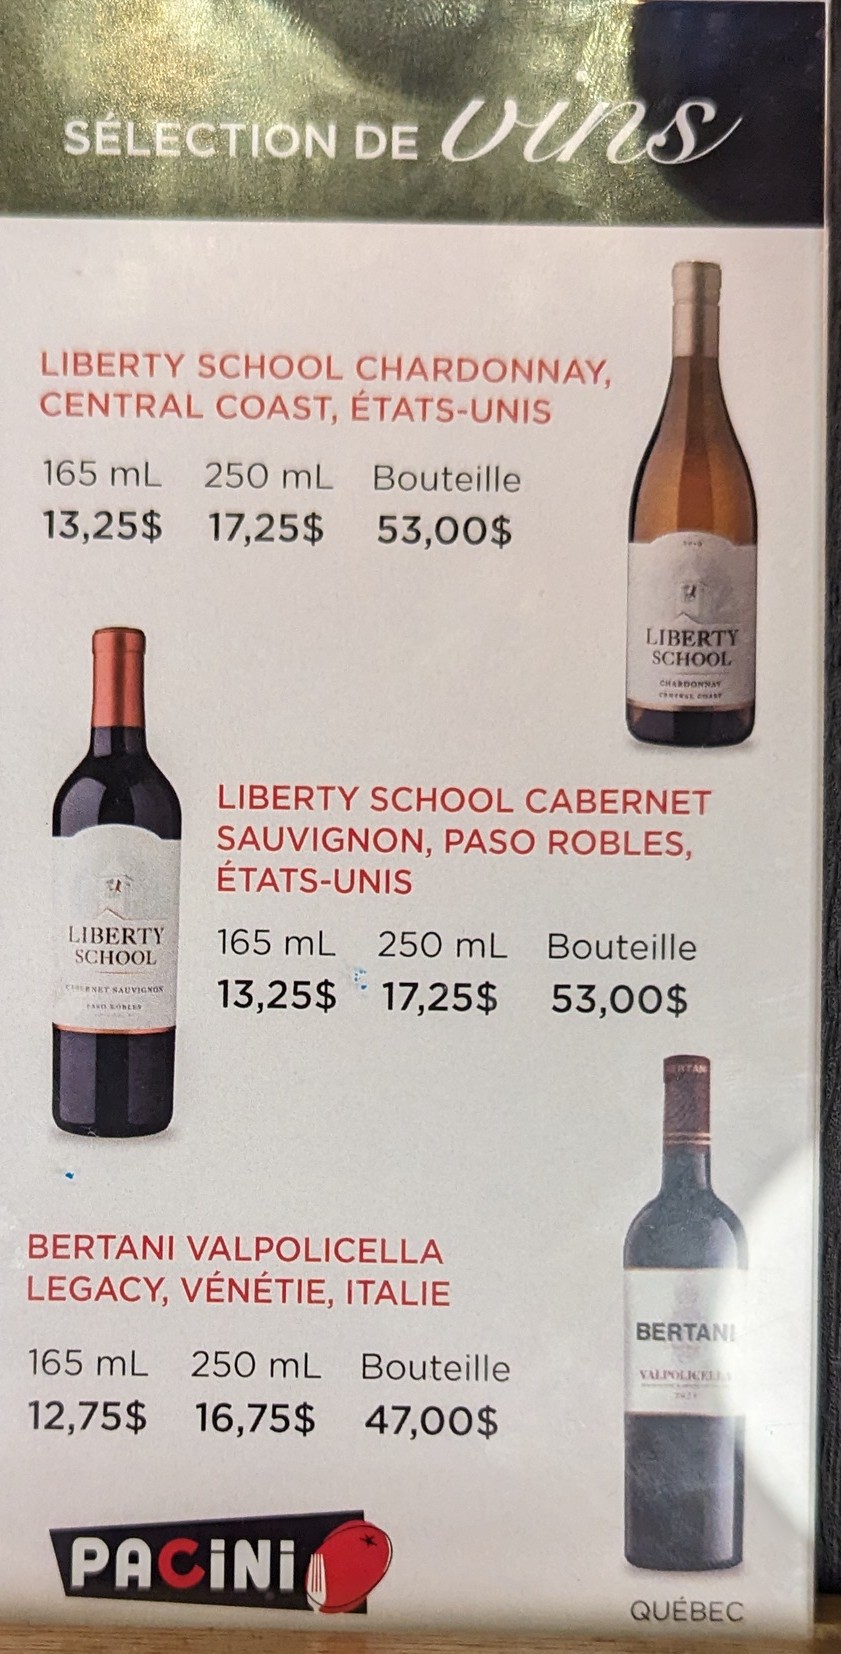 SÉLECTION DE vins
LIBERTY SCHOOL CHARDONNAY,
CENTRAL COAST, ÉTATS-UNIS
165 mL 250 mL Bouteille
13,25$ 17,25$ 53,00$
LIBERTY
SCHOOL
CHARDONNAY
CENTRAL COAST
LIBERTY SCHOOL CABERNET
SAUVIGNON, PASO ROBLES,
ÉTATS-UNIS
165 mL 250 mL Bouteille
13,25$ 17,25$ 53,00$
LIBERTY
SCHOOL
CABERNET SAUVIGNON
PASO ROBLES
BERTANI VALPOLICELLA
LEGACY, VÉNÉTIE, ITALIE
165 mL 250 mL Bouteille
12,75$ 16,75$ 47,00$
BERTANI
BERTANI
VALPOLICELLA
PACiNi
QUÉBEC